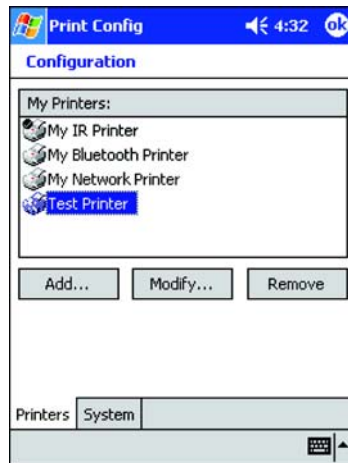 Print Config 4:32 ok
Configuration
My Printers:
My IR Printer
My Bluetooth Printer
My Network Printer
Test Printer
Add... Modify... Remove
Printers System